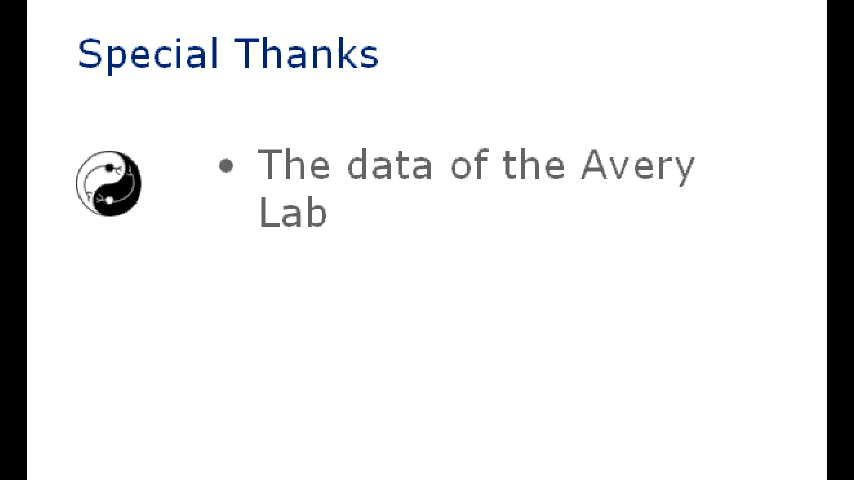 Special Thanks
• The data of the Avery
Lab